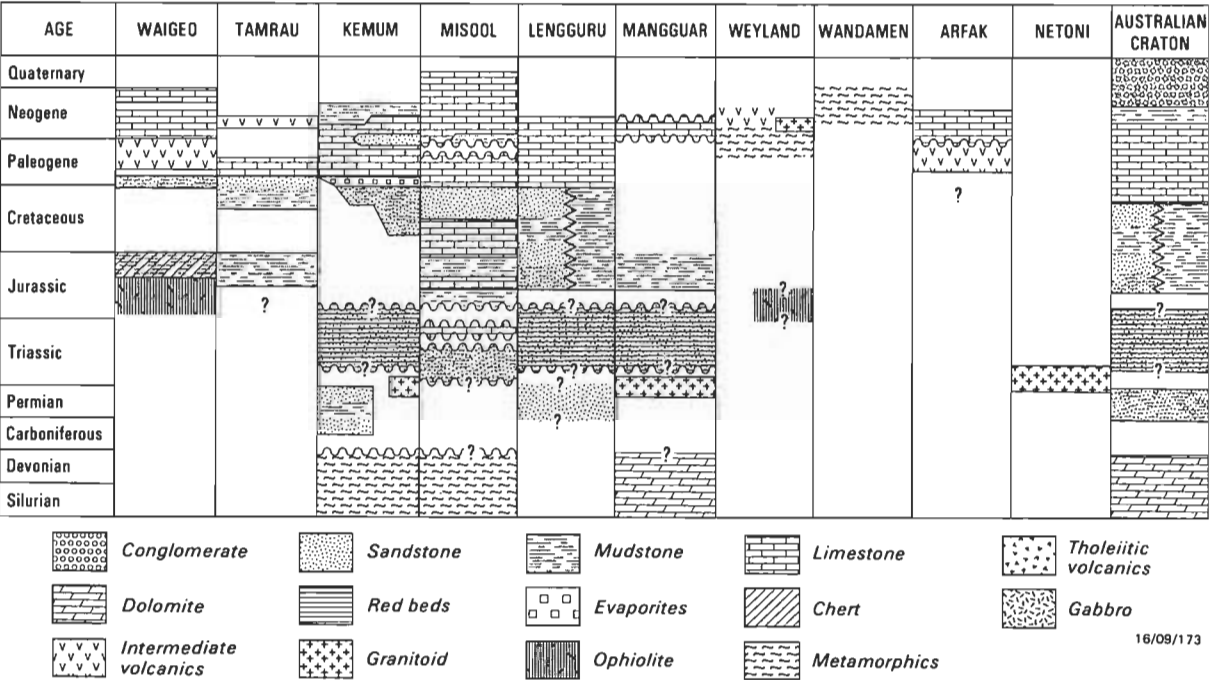 AGE WAIGEO TAMRAU KEMUM MISOOL LENGGURU MANGGUAR WEYLAND WANDAMEN ARFAK NETONI AUSTRALIAN
CRATON
Quaternary
Neogene
Paleogene
?
Cretaceous
Jurassic
? ? ? ? ? ? ?
Triassic
? ? ? ? ? ?
Permian
?
Carboniferous
? ?
Devonian
Silurian
Conglomerate Sandstone Mudstone Limestone Tholeiitic
volcanics
Dolomite Red beds Evaporites Chert Gabbro
16/09/173
Intermediate
volcanics Granitoid Ophiolite Metamorphics